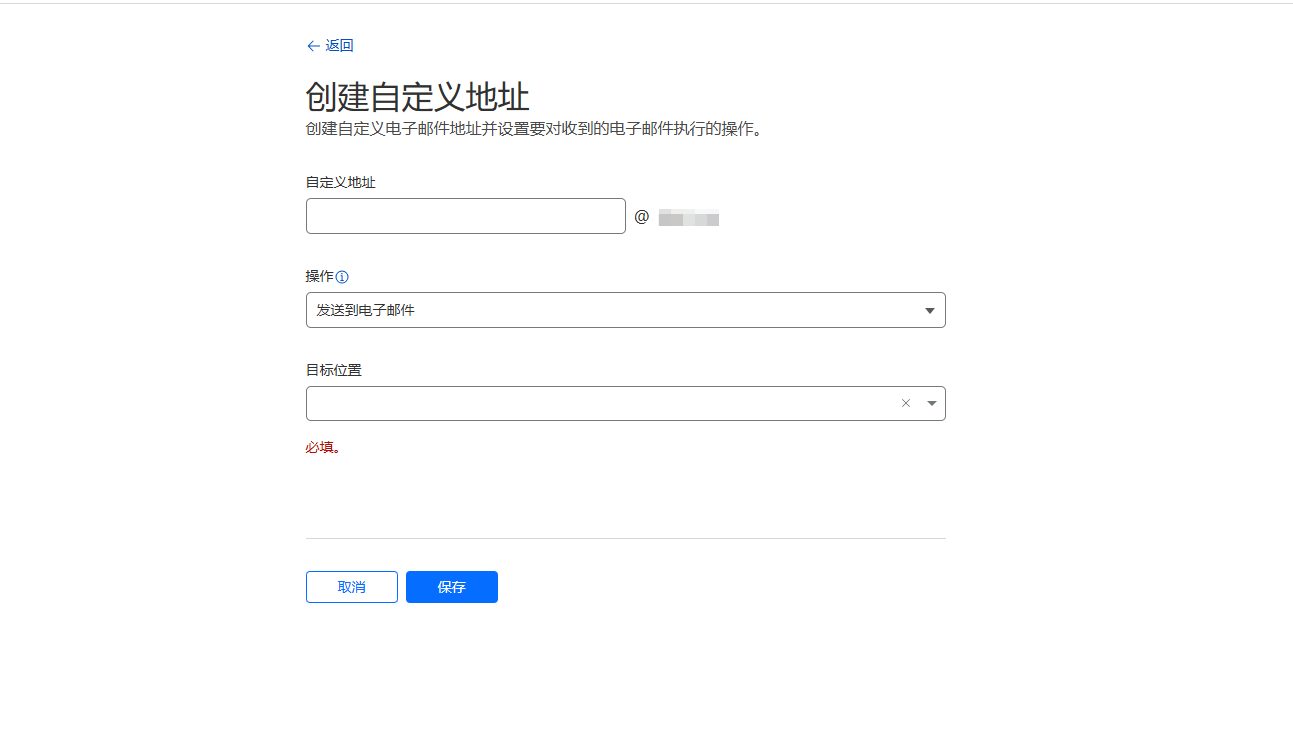 ← 返回
创建自定义地址
创建自定义电子邮件地址并设置要对收到的电子邮件执行的操作。
自定义地址
@
操作
发送到电子邮件
目标位置
必填。
取消
保存